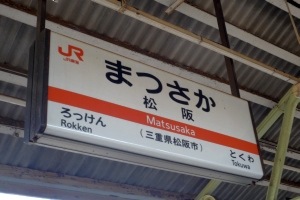 JR
まつさか
松阪
Matsusaka
(三重県松阪市)
ろっけん
Rokken
とくわ
Tokuwa